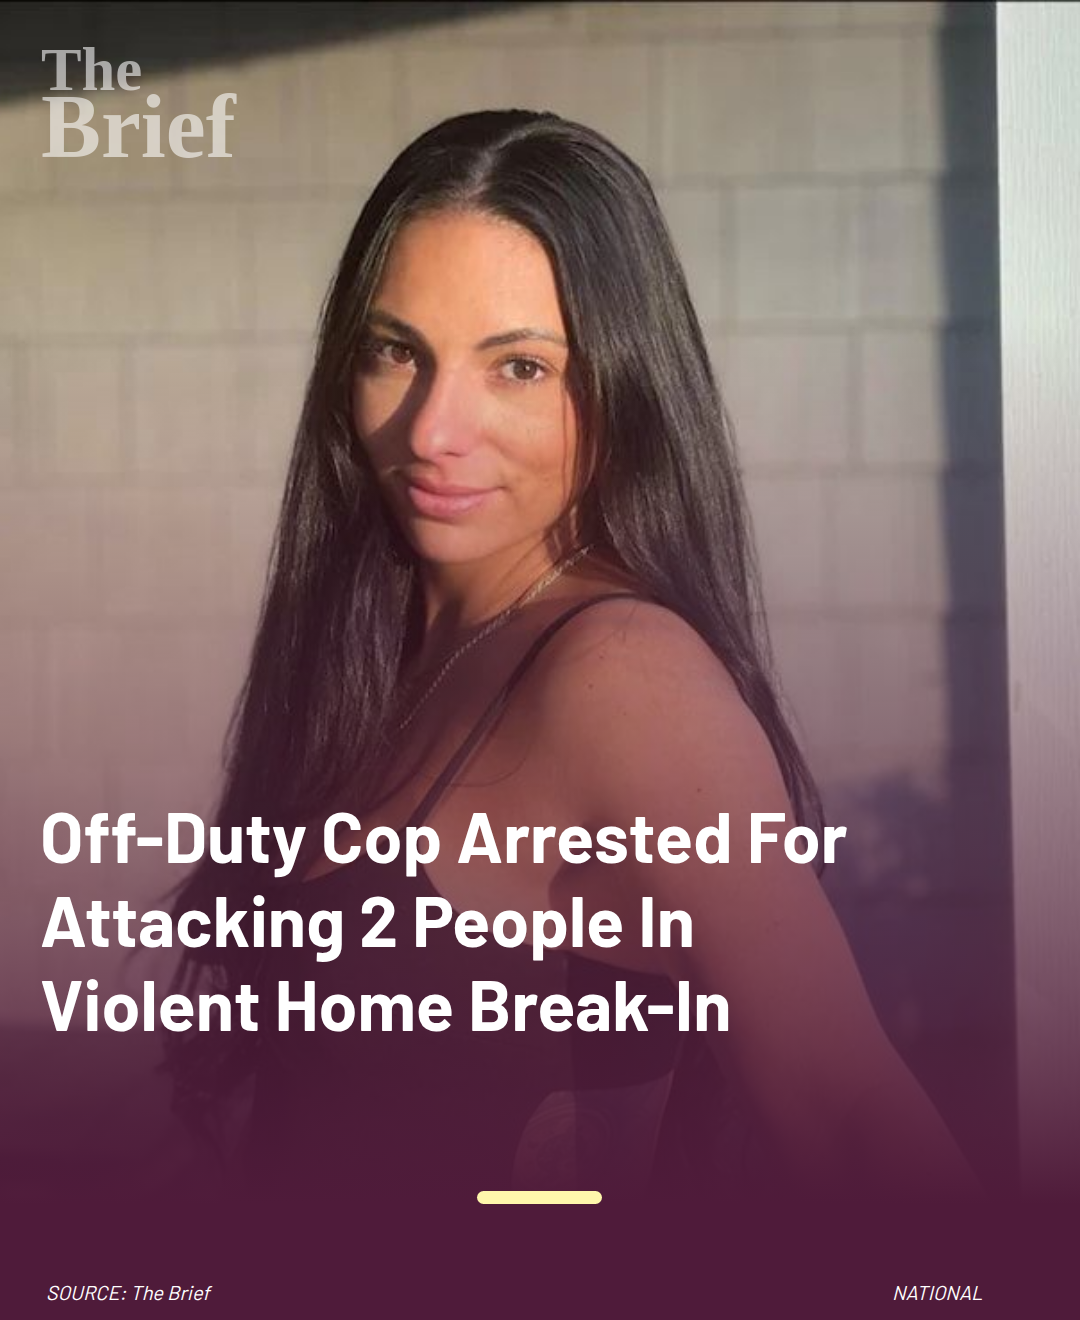 The
Brief
Off-Duty Cop Arrested For
Attacking 2 People In
Violent Home Break-In
SOURCE: The Brief
NATIONAL